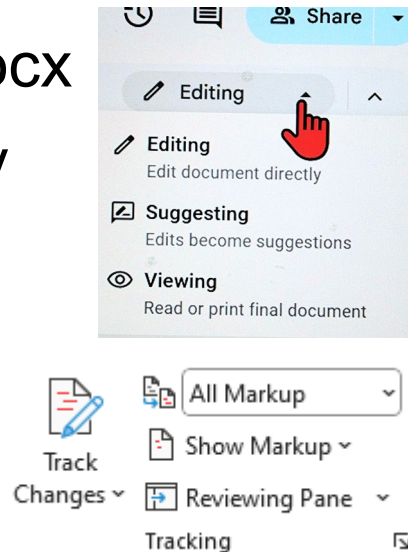 Share
ocx
Editing
Editing
Edit document directly
y
Suggesting
Edits become suggestions
Viewing
Read or print final document
All Markup
Show Markup
Track
Changes
Reviewing Pane
Tracking